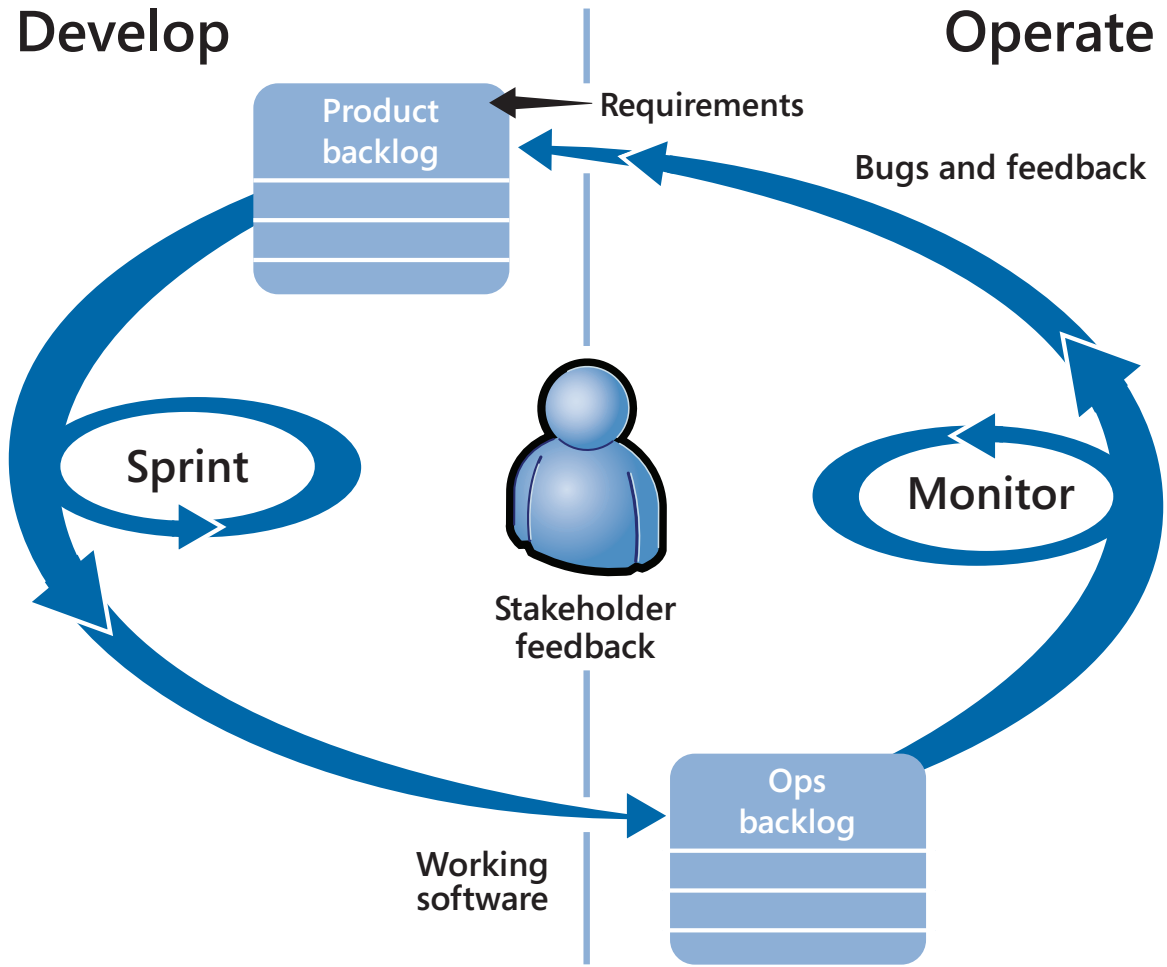 Develop
Operate
Product
backlog
Requirements
Bugs and feedback
Sprint
Monitor
Stakeholder
feedback
Ops
backlog
Working
software